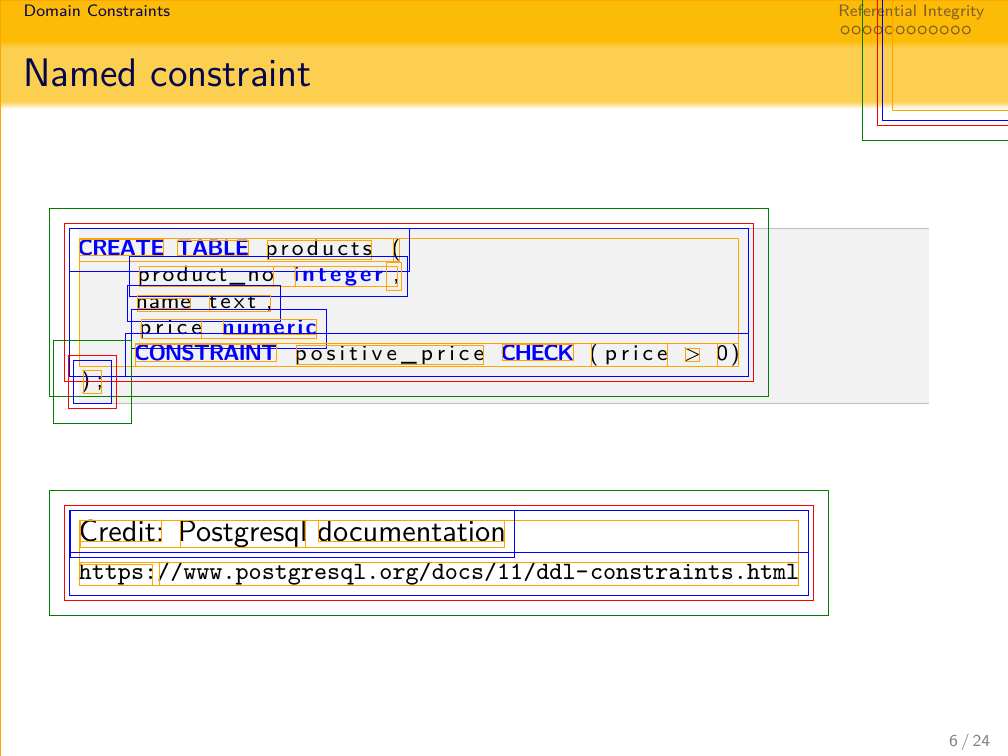 Domain Constraints
Referential Integrity
Named constraint
CREATE TABLE products (
product_no integer,
name text,
price numeric
CONSTRAINT positive_price CHECK (price > 0)
);
Credit: Postgresql documentation
https://www.postgresql.org/docs/11/ddl-constraints.html
6 / 24